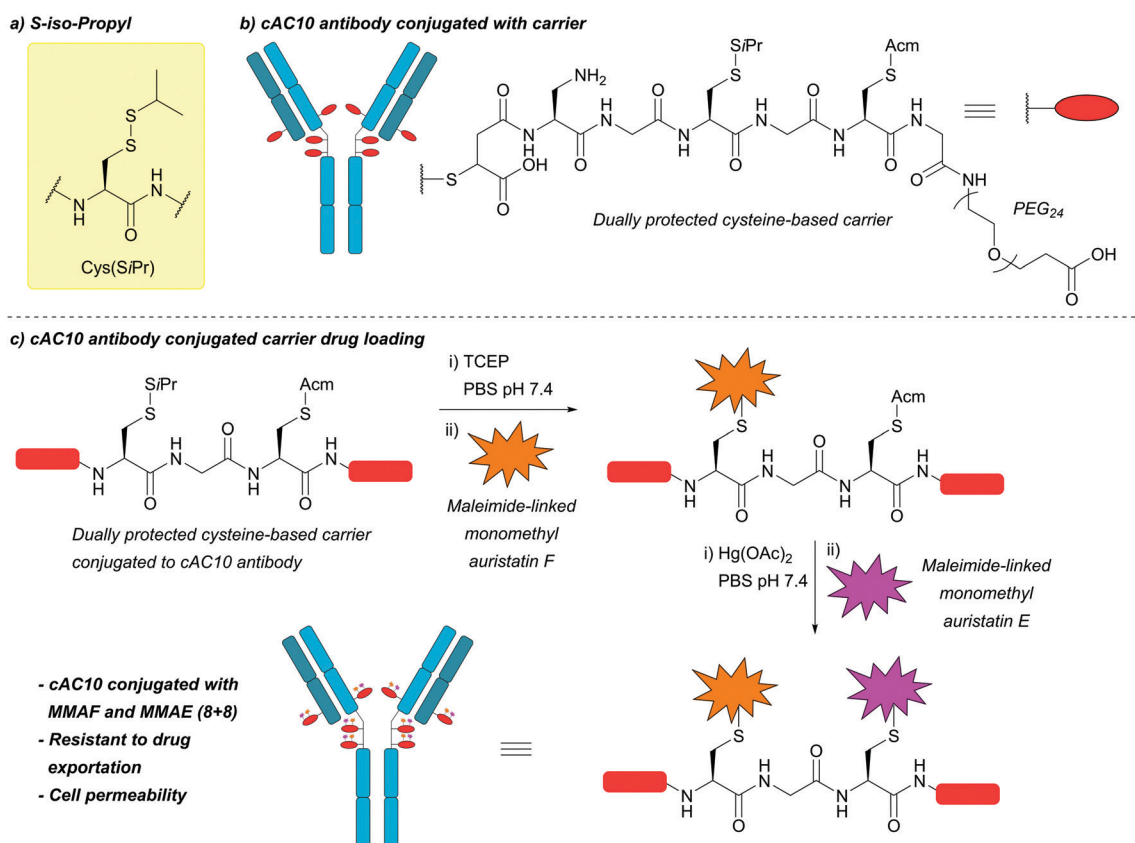 a) S-iso-Propyl
S
S
N
H
H
N
O
Cys(SiPr)
b) cAC10 antibody conjugated with carrier
SiPr
Acm
NH2
S
S
O
H
N
O
H
N
O
N
H
O
N
H
O
N
H
O
H
N
S
OH
O
O
NH
Dually protected cysteine-based carrier
PEG24
O
OH
O
c) cAC10 antibody conjugated carrier drug loading
SiPr
Acm
S
S
H
N
O
H
N
N
H
O
N
H
O
Dually protected cysteine-based carrier
conjugated to cAC10 antibody
i) TCEP
PBS pH 7.4
ii)
Maleimide-linked
monomethyl
auristatin F
Acm
S
S
H
N
O
H
N
N
H
O
N
H
O
i) Hg(OAc)2
PBS pH 7.4
ii)
Maleimide-linked
monomethyl
auristatin E
- cAC10 conjugated with
MMAF and MMAE (8+8)
- Resistant to drug
exportation
- Cell permeability
S
S
H
N
O
H
N
N
H
O
N
H
O